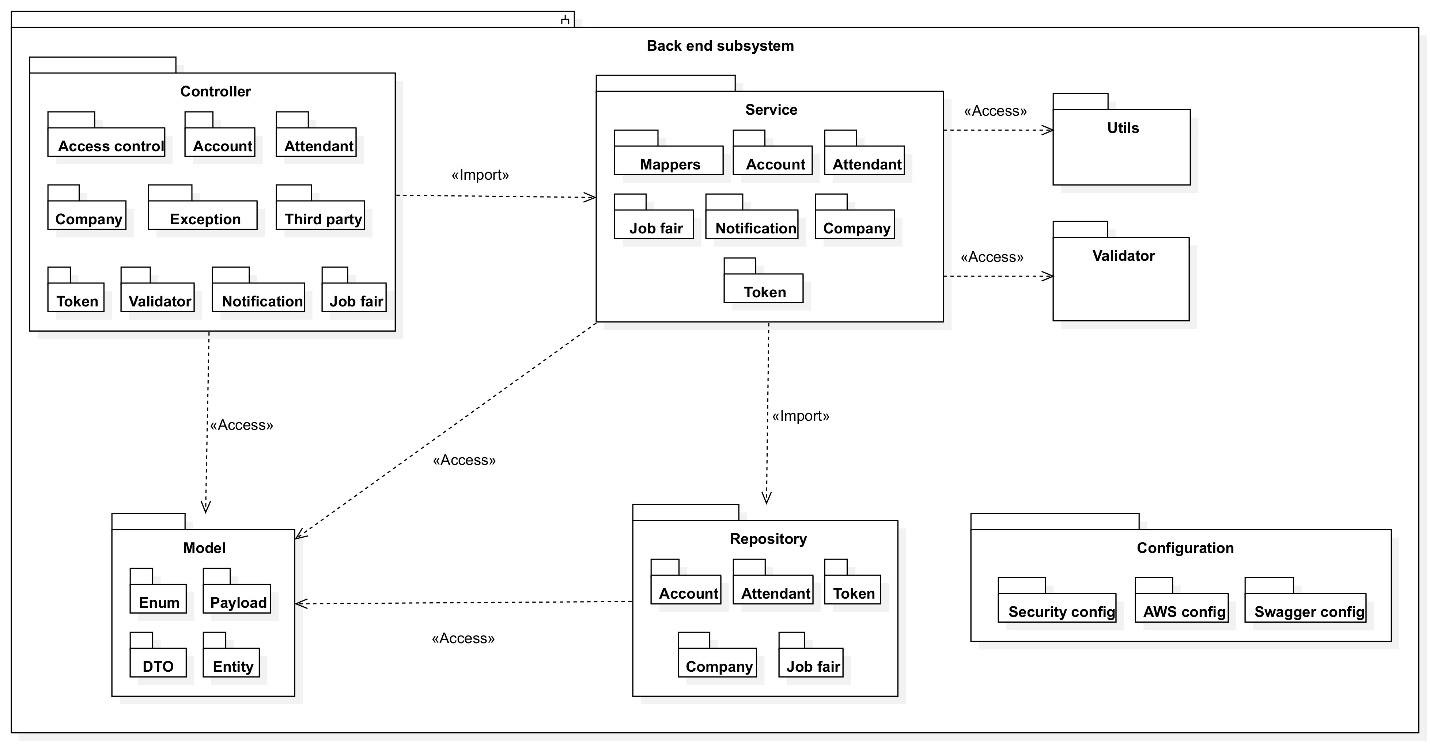 Back end subsystem
Controller
Access control
Account
Attendant
Company
Exception
Third party
Token
Validator
Notification
Job fair
«Import»
Service
Mappers
Account
Attendant
Job fair
Notification
Company
Token
«Access»
Utils
«Access»
Validator
«Access»
«Access»
«Import»
Model
Enum
Payload
DTO
Entity
«Access»
Repository
Account
Attendant
Token
Company
Job fair
Configuration
Security config
AWS config
Swagger config